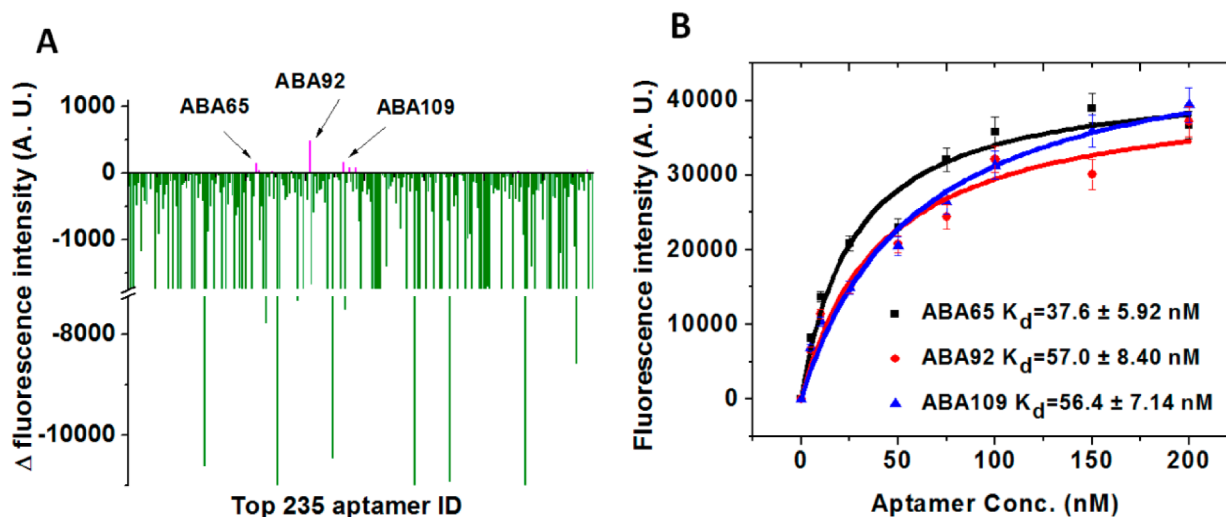 A
Δ fluorescence intensity (A. U.)
1000
0
-1000
-8000
-10000
ABA65
ABA92
ABA109
Top 235 aptamer ID
B
Fluorescence intensity (A. U.)
40000
30000
20000
10000
0
ABA65 Kd=37.6 ± 5.92 nM
ABA92 Kd=57.0 ± 8.40 nM
ABA109 Kd=56.4 ± 7.14 nM
0 50 100 150 200
Aptamer Conc. (nM)